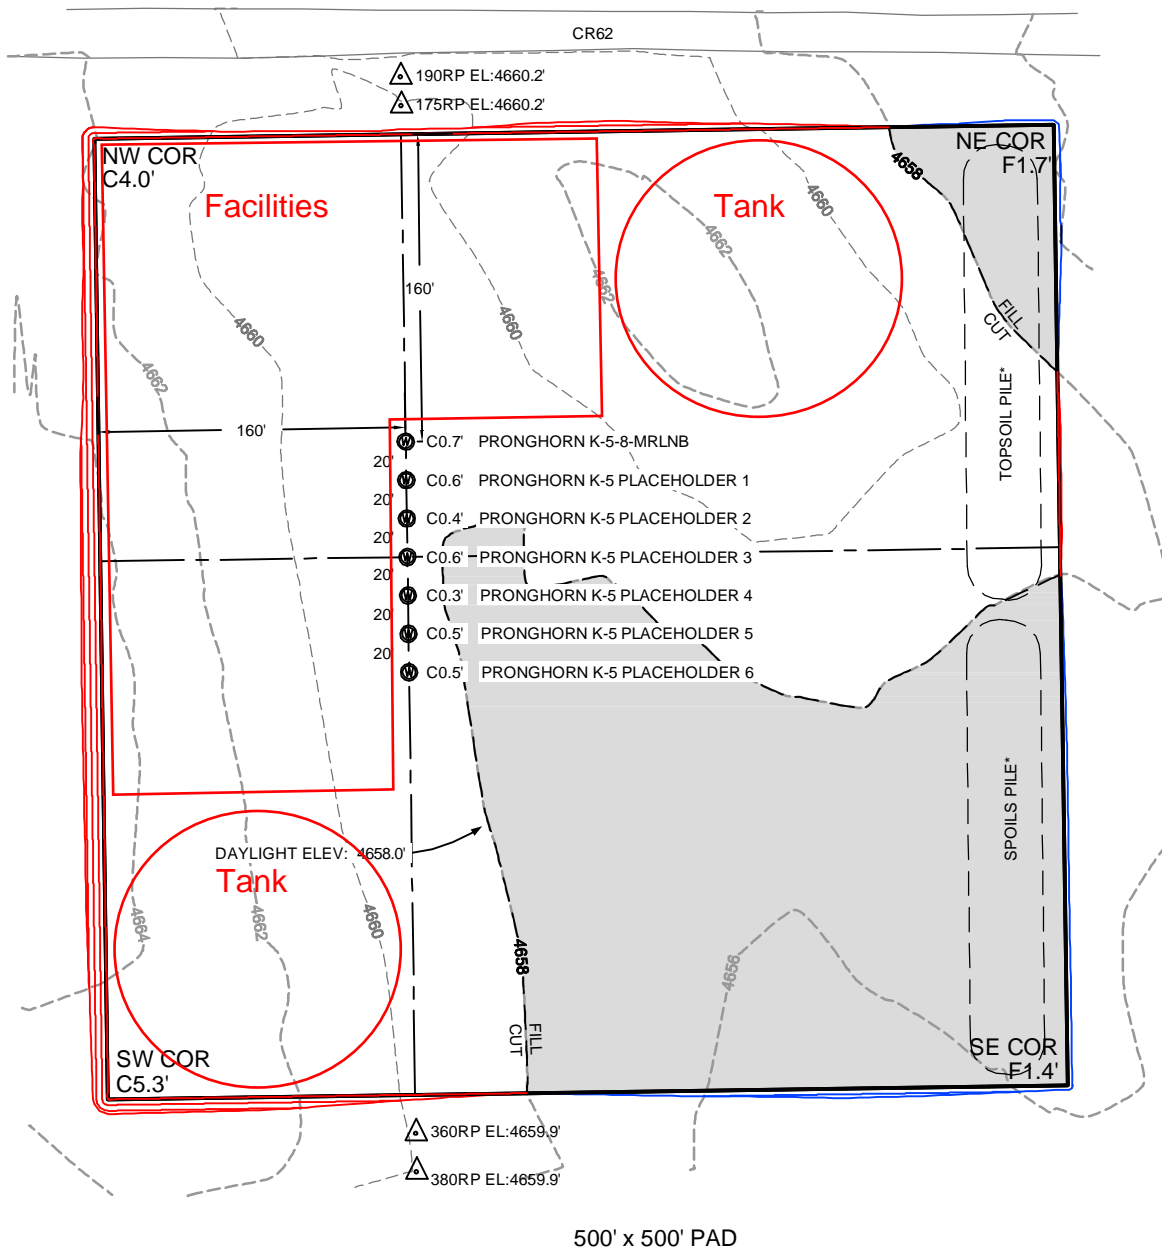 CR62
190RP EL:4660.2'
175RP EL:4660.2'
NW COR
C4.0'
NE COR
F1.7'
4658
Facilities
Tank
4660
4662
4662
160'
4660
4660
FILL
CUT
4662
TOPSOIL PILE*
160'
C0.7' PRONGHORN K-5-8-MRLNB
20'
C0.6' PRONGHORN K-5 PLACEHOLDER 1
20'
C0.4' PRONGHORN K-5 PLACEHOLDER 2
20'
C0.6' PRONGHORN K-5 PLACEHOLDER 3
20'
C0.3' PRONGHORN K-5 PLACEHOLDER 4
20'
C0.5' PRONGHORN K-5 PLACEHOLDER 5
20'
C0.5' PRONGHORN K-5 PLACEHOLDER 6
SPOILS PILE*
DAYLIGHT ELEV: 4658.0'
Tank
4664
4662
4660
4658
4656
FILL
CUT
SW COR
C5.3'
SE COR
F1.4'
360RP EL:4659.9'
380RP EL:4659.9'
500' x 500' PAD